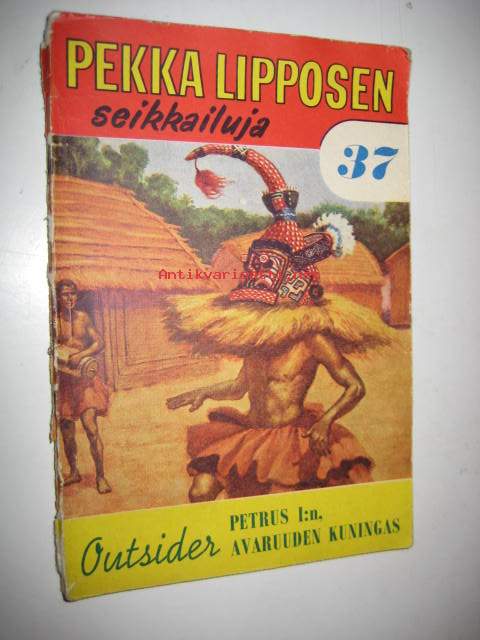 PEKKA LIPPOSEN
seikkailuja
37
Outsider
PETRUS I:n,
AVARUUDEN KUNINGAS